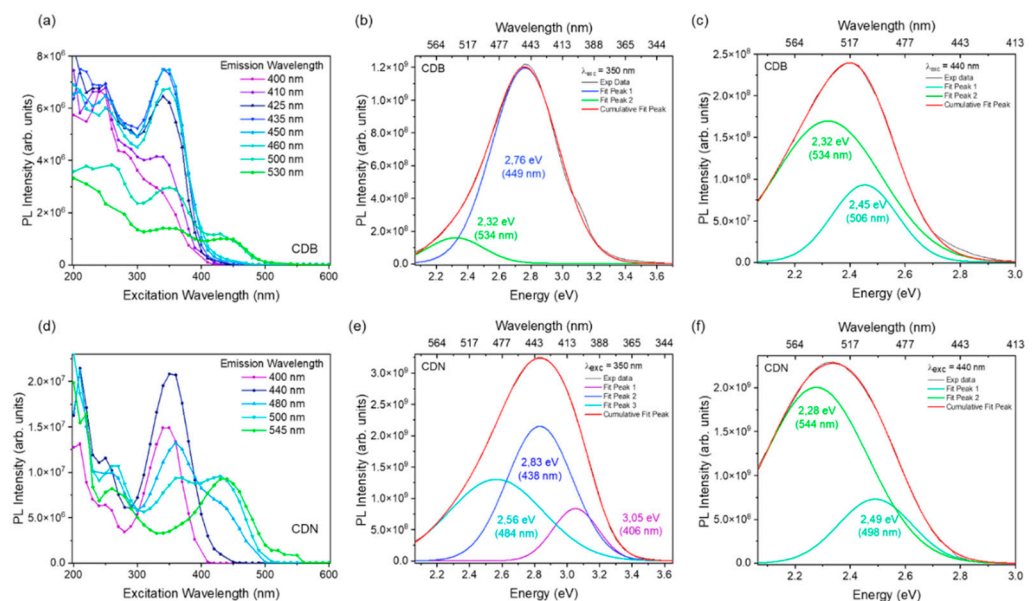 (a)
8×10⁶
6×10⁶
4×10⁶
2×10⁶
0
PL Intensity (arb. units)
Emission Wavelength
400 nm
410 nm
425 nm
435 nm
450 nm
460 nm
500 nm
530 nm
CDB
200 300 400 500 600
Excitation Wavelength (nm)
(b)
Wavelength (nm)
564 517 477 443 413 388 365 344
1.2×10⁹
1.0×10⁹
8.0×10⁸
6.0×10⁸
4.0×10⁸
2.0×10⁸
0.0
PL Intensity (arb. units)
CDB
λexc = 350 nm
Exp Data
Fit Peak 1
Fit Peak 2
Cumulative Fit Peak
2,76 eV
(449 nm)
2.32 eV
(534 nm)
2.2 2.4 2.6 2.8 3.0 3.2 3.4 3.6
Energy (eV)
(c)
Wavelength (nm)
564 517 477 443 413
2.5×10⁸
2.0×10⁸
1.5×10⁸
1.0×10⁸
5.0×10⁷
0.0
PL Intensity (arb. units)
CDB
λexc = 440 nm
Exp data
Fit Peak 1
Fit Peak 2
Cumulative Fit Peak
2,32 eV
(534 nm)
2,45 eV
(506 nm)
2.2 2.4 2.6 2.8 3.0
Energy (eV)
(d)
2.0×10⁷
1.5×10⁷
1.0×10⁷
5.0×10⁶
0.0
PL Intensity (arb. units)
Emission Wavelength
400 nm
440 nm
480 nm
500 nm
545 nm
CDN
200 300 400 500 600
Excitation Wavelength (nm)
(e)
Wavelength (nm)
564 517 477 443 413 388 365 344
3.0×10⁹
2.5×10⁹
2.0×10⁹
1.5×10⁹
1.0×10⁹
5.0×10⁸
0.0
PL Intensity (arb. units)
CDN
λexc = 350 nm
Exp data
Fit Peak 1
Fit Peak 2
Fit Peak 3
Cumulative Fit Peak
2,83 eV
(438 nm)
2,56 eV
(484 nm)
3,05 eV
(406 nm)
2.2 2.4 2.6 2.8 3.0 3.2 3.4 3.6
Energy (eV)
(f)
Wavelength (nm)
564 517 477 443 413
2.0×10⁹
1.5×10⁹
1.0×10⁹
5.0×10⁸
0.0
PL Intensity (arb. units)
CDN
λexc = 440 nm
Exp data
Fit Peak 1
Fit Peak 2
Cumulative Fit Peak
2,28 eV
(544 nm)
2,49 eV
(498 nm)
2.2 2.4 2.6 2.8 3.0
Energy (eV)